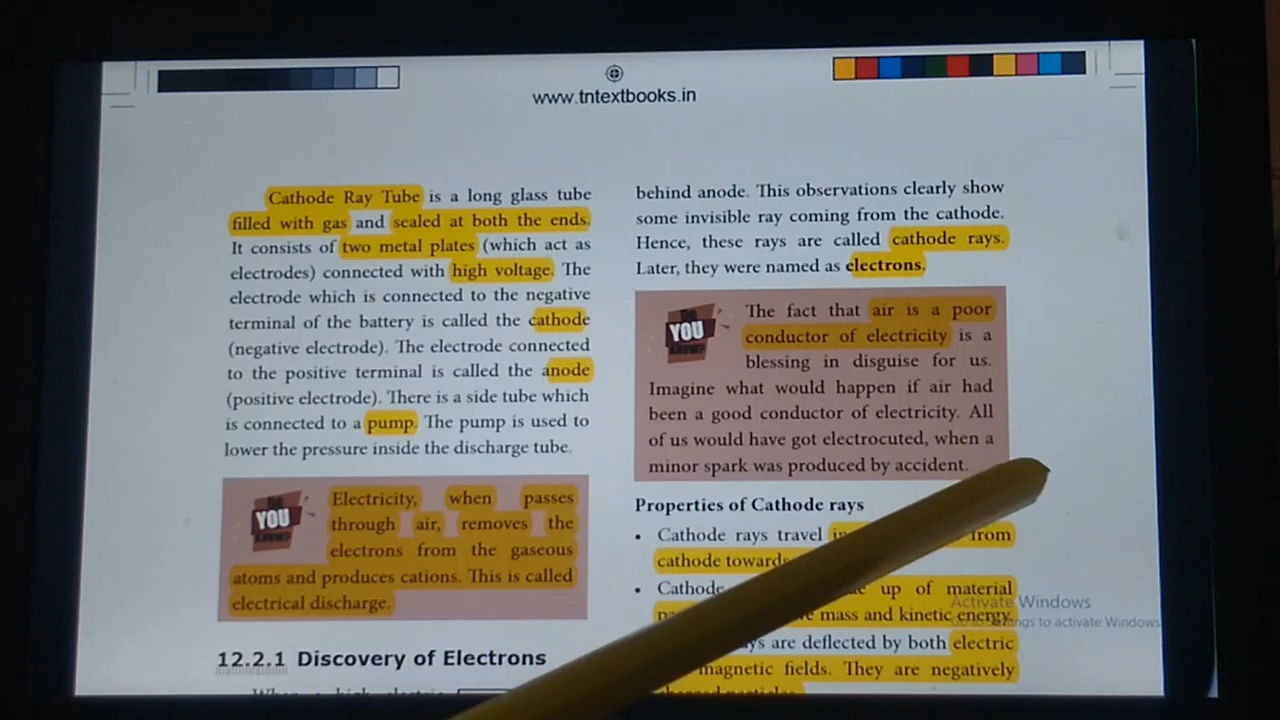 www.tntextbooks.in
Cathode Ray Tube is a long glass tube
filled with gas and sealed at both the ends.
It consists of two metal plates (which act as
electrodes) connected with high voltage. The
electrode which is connected to the negative
terminal of the battery is called the cathode
(negative electrode). The electrode connected
to the positive terminal is called the anode
(positive electrode). There is a side tube which
is connected to a pump. The pump is used to
lower the pressure inside the discharge tube.
DO
YOU
KNOW?
Electricity, when passes
through air, removes the
electrons from the gaseous
atoms and produces cations. This is called
electrical discharge.
12.2.1 Discovery of Electrons
behind anode. This observations clearly show
some invisible ray coming from the cathode.
Hence, these rays are called cathode rays.
Later, they were named as electrons.
DO
YOU
KNOW?
The fact that air is a poor
conductor of electricity is a
blessing in disguise for us.
Imagine what would happen if air had
been a good conductor of electricity. All
of us would have got electrocuted, when a
minor spark was produced by accident.
Properties of Cathode rays
• Cathode rays travel from
cathode towards
• Cathode up of material
mass and kinetic energy.
are deflected by both electric
magnetic fields. They are negatively
charged particles.
Activate Windows
to activate Windows